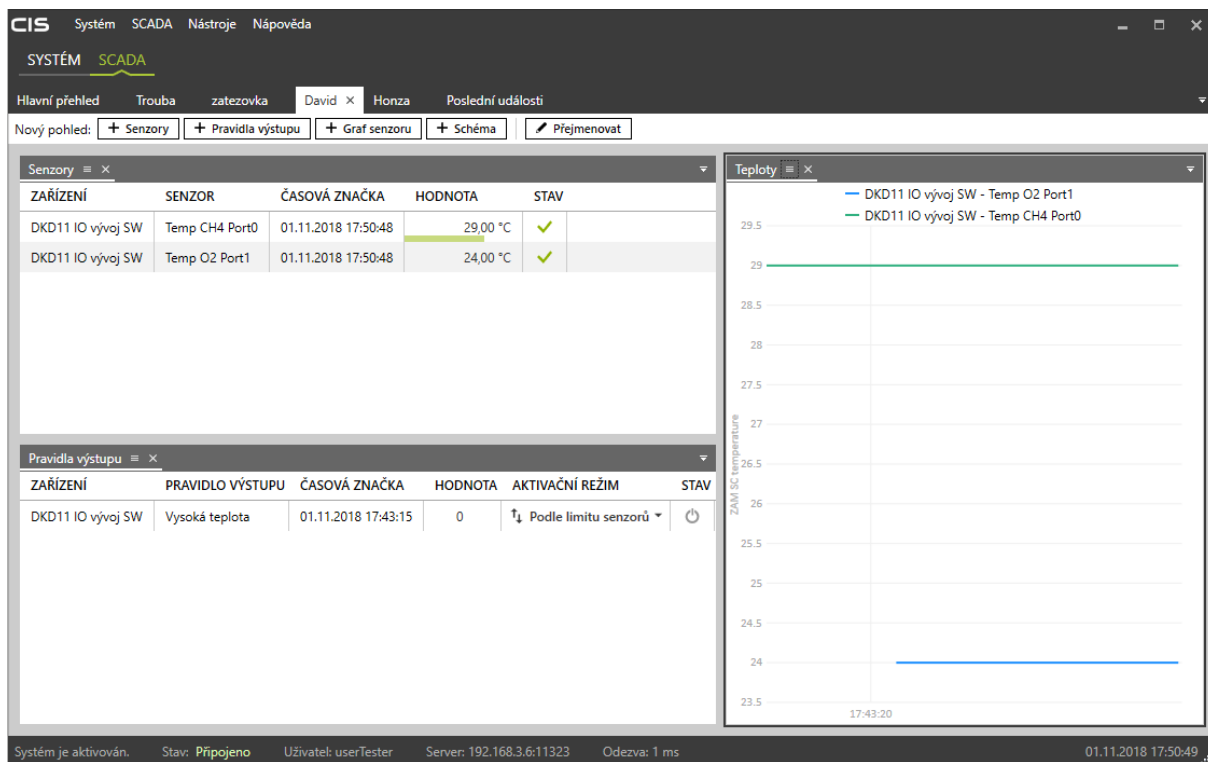 CIS Systém SCADA Nástroje Nápověda
SYSTÉM SCADA
Hlavní přehled Trouba zatezovka David Honza Poslední události
Nový pohled: + Senzory + Pravidla výstupu + Graf senzoru + Schéma Přejmenovat
Senzory
ZAŘÍZENÍ SENZOR ČASOVÁ ZNAČKA HODNOTA STAV
DKD11 IO vývoj SW Temp CH4 Port0 01.11.2018 17:50:48 29,00 °C
DKD11 IO vývoj SW Temp O2 Port1 01.11.2018 17:50:48 24,00 °C
Pravidla výstupu
ZAŘÍZENÍ PRAVIDLO VÝSTUPU ČASOVÁ ZNAČKA HODNOTA AKTIVAČNÍ REŽIM STAV
DKD11 IO vývoj SW Vysoká teplota 01.11.2018 17:43:15 0 Podle limitu senzorů
Teploty
DKD11 IO vývoj SW - Temp O2 Port1
DKD11 IO vývoj SW - Temp CH4 Port0
29.5
29
28.5
28
27.5
27
26.5
26
25.5
25
24.5
24
23.5
ZAM SC temperature
17:43:20
Systém je aktivován. Stav: Připojeno Uživatel: userTester Server: 192.168.3.6:11323 Odezva: 1 ms 01.11.2018 17:50:49